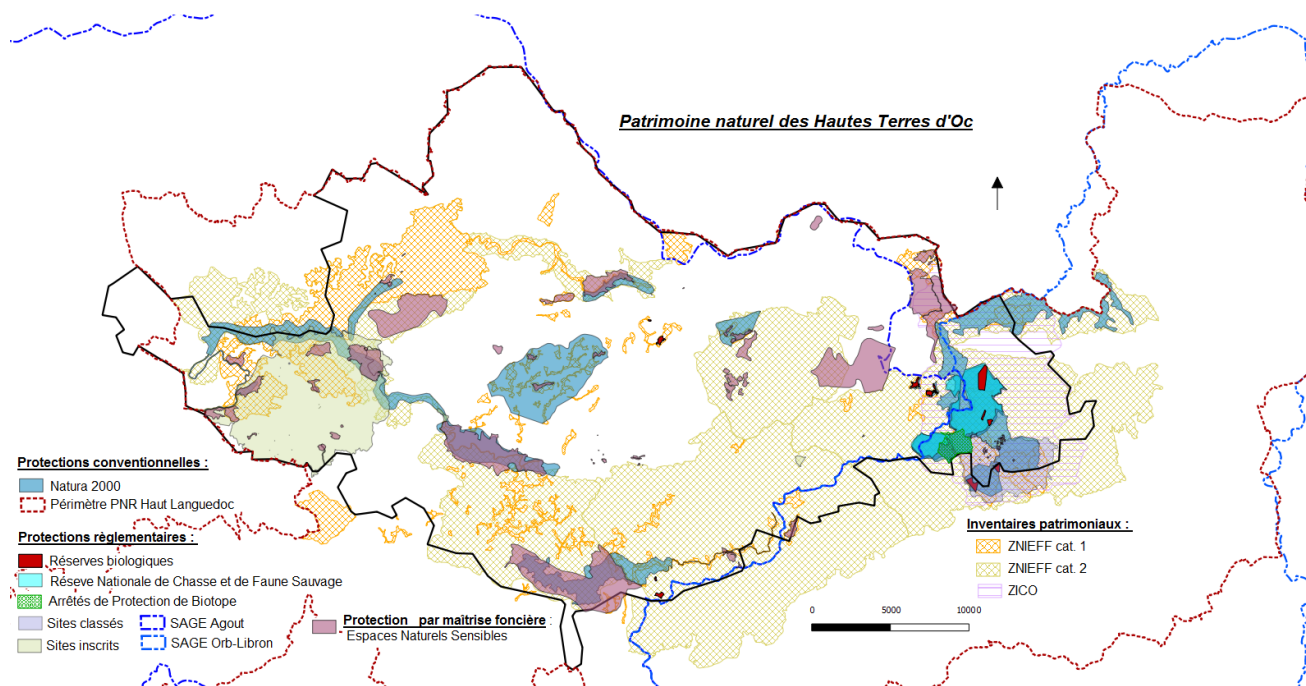 Patrimoine naturel des Hautes Terres d'Oc
Protections conventionnelles :
Natura 2000
Périmètre PNR Haut Languedoc
Protections règlementaires :
Réserves biologiques
Réseve Nationale de Chasse et de Faune Sauvage
Arrêtés de Protection de Biotope
Sites classés
SAGE Agout
Sites inscrits
SAGE Orb-Libron
Protection par maîtrise foncière :
Espaces Naturels Sensibles
Inventaires patrimoniaux :
ZNIEFF cat. 1
ZNIEFF cat. 2
ZICO
0 5000 10000